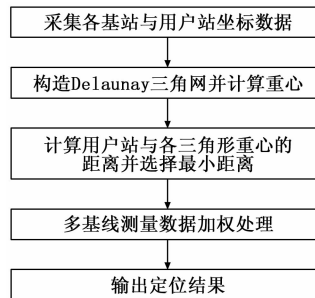 采集各基站与用户站坐标数据
构造Delaunay三角网并计算重心
计算用户站与各三角形重心的
距离并选择最小距离
多基线测量数据加权处理
输出定位结果